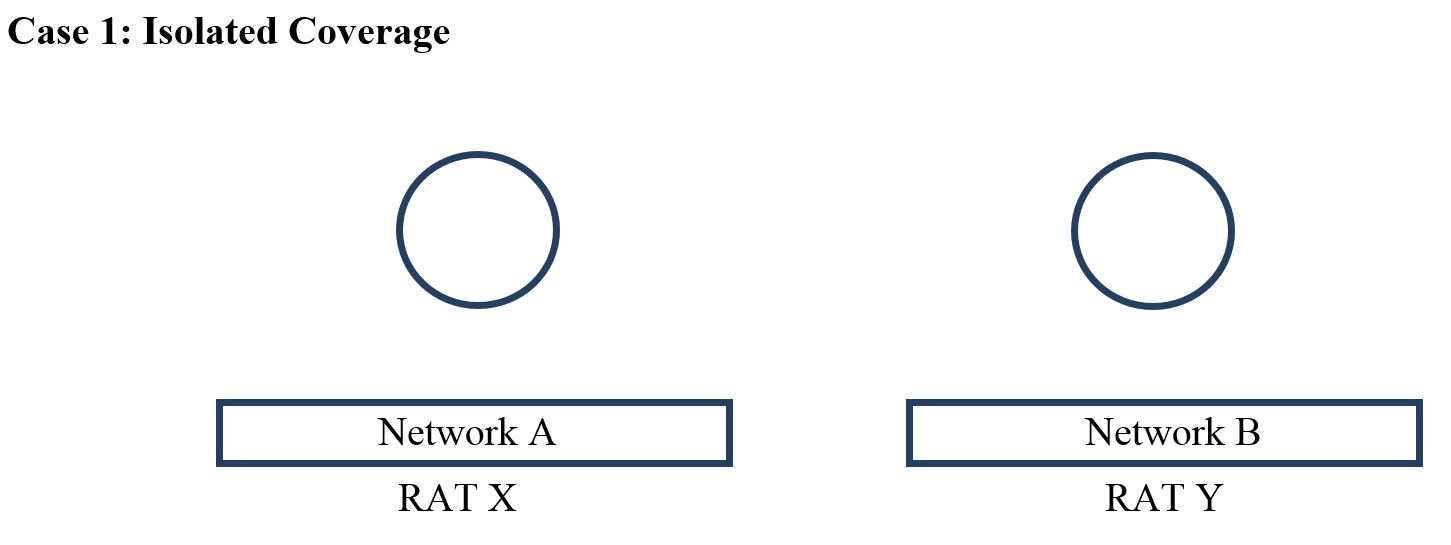 Case 1: Isolated Coverage
Network A
Network B
RAT X
RAT Y